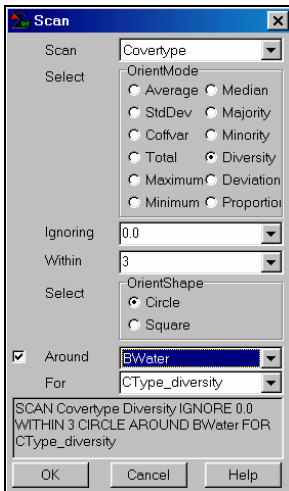 Scan
Scan Covertype
Select OrientMode
Average Median
StdDev Majority
Coffvar Minority
Total Diversity
Maximum Deviation
Minimum Proportion
Ignoring 0.0
Within 3
Select OrientShape
Circle
Square
Around BWater
For CType_diversity
SCAN Covertype Diversity IGNORE 0.0
WITHIN 3 CIRCLE AROUND BWater FOR
CType_diversity
OK Cancel Help